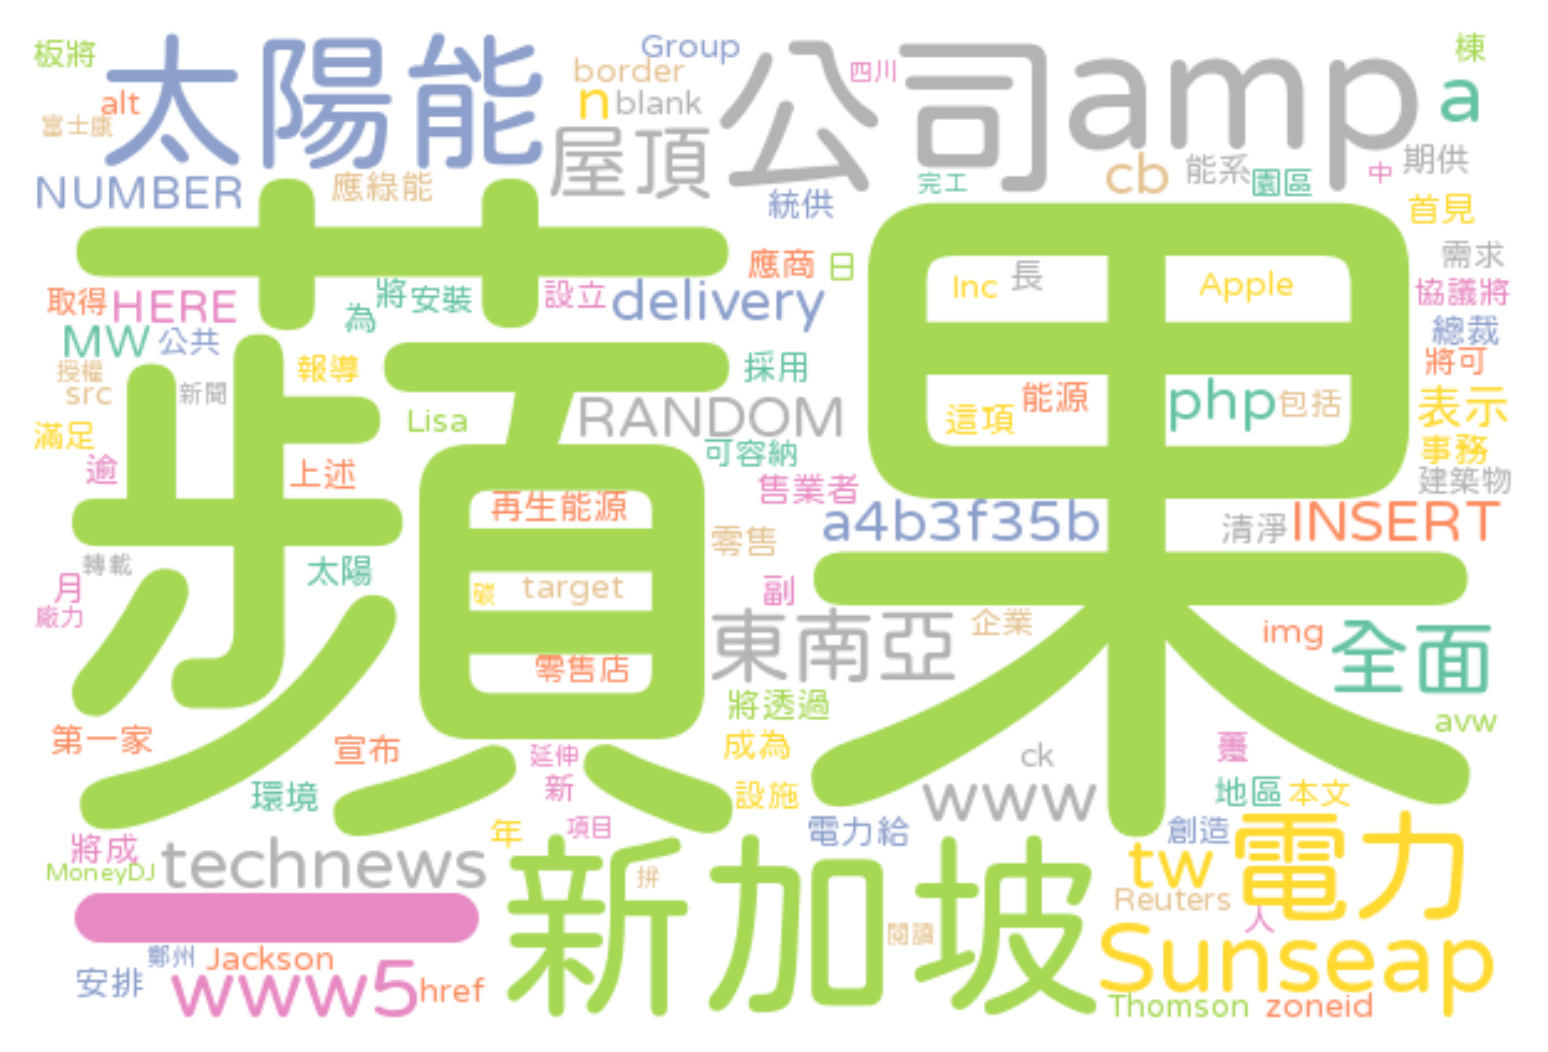 板將
太陽能
Group
border
公司
四川
amp
棟
alt
n
blank
a
富士康
屋頂
NUMBER
應綠能
統供
完工
cb
能系
園區
中
期供
首見
蘋果
應商
日
Inc
長
Apple
需求
取得
HERE
為
將
安裝
設立
delivery
協議將
MW
公共
總裁
授權
src
新聞
報導
採用
將可
Lisa
RANDOM
這項
能源
php
包括
表示
滿足
可容納
事務
逾
上述
再生能源
售業者
建築物
a4b3f35b
清淨
INSERT
零售
轉載
太陽
月
碳
target
副
廠力
東南亞
企業
img
全面
零售店
將透過
avw
第一家
宣布
延伸
成為
ck
環境
新
設施
www
地區
本文
將成
technews
年
項目
電力給
創造
電力
MoneyDJ
新加坡
拼
tw
Reuters
一
閱讀
人
鄭州
Jackson
Sunseap
安排
www5
href
Thomson
zoneid